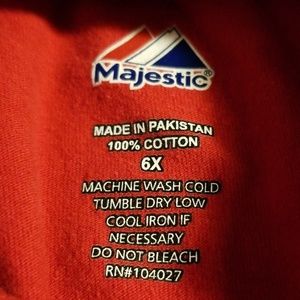 Majestic®
MADE IN PAKISTAN
100% COTTON
6X
MACHINE WASH COLD
TUMBLE DRY LOW
COOL IRON IF
NECESSARY
DO NOT BLEACH
RN#104027